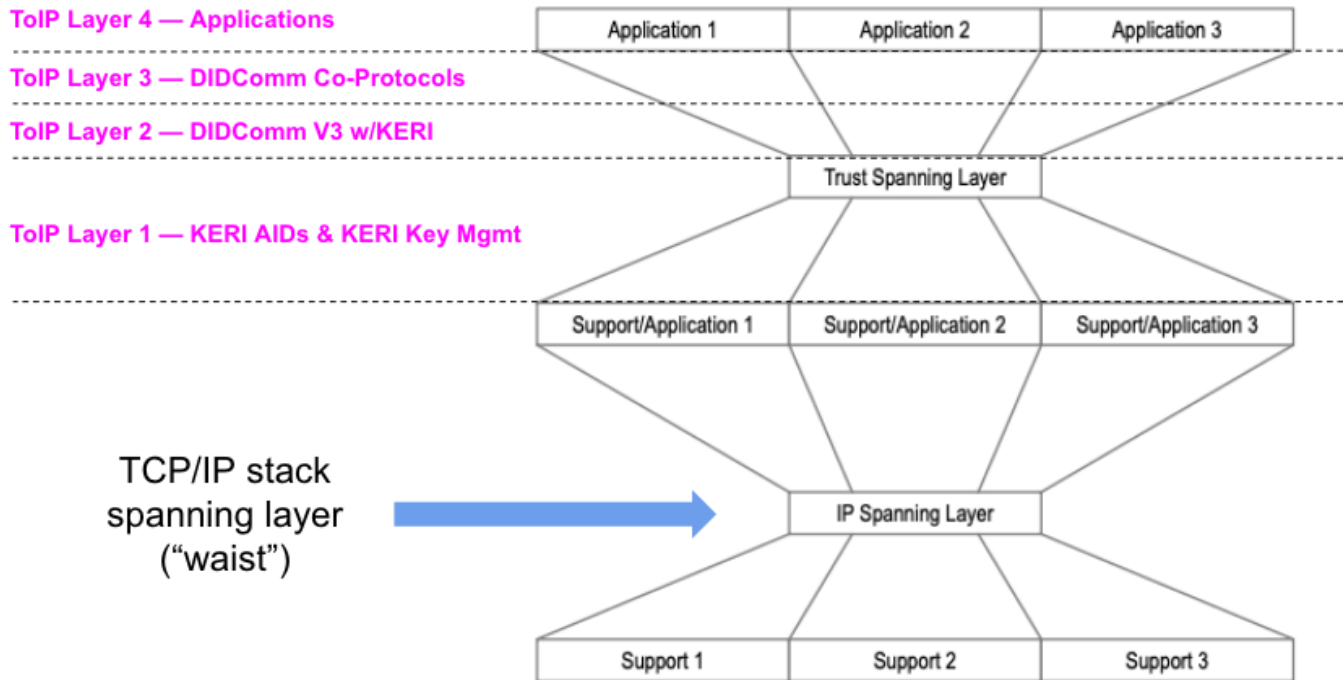 ToIP Layer 4 — Applications
Application 1
Application 2
Application 3
ToIP Layer 3 — DIDComm Co-Protocols
ToIP Layer 2 — DIDComm V3 w/KERI
Trust Spanning Layer
ToIP Layer 1 — KERI AIDs & KERI Key Mgmt
Support/Application 1
Support/Application 2
Support/Application 3
TCP/IP stack
spanning layer
(“waist”)
IP Spanning Layer
Support 1
Support 2
Support 3